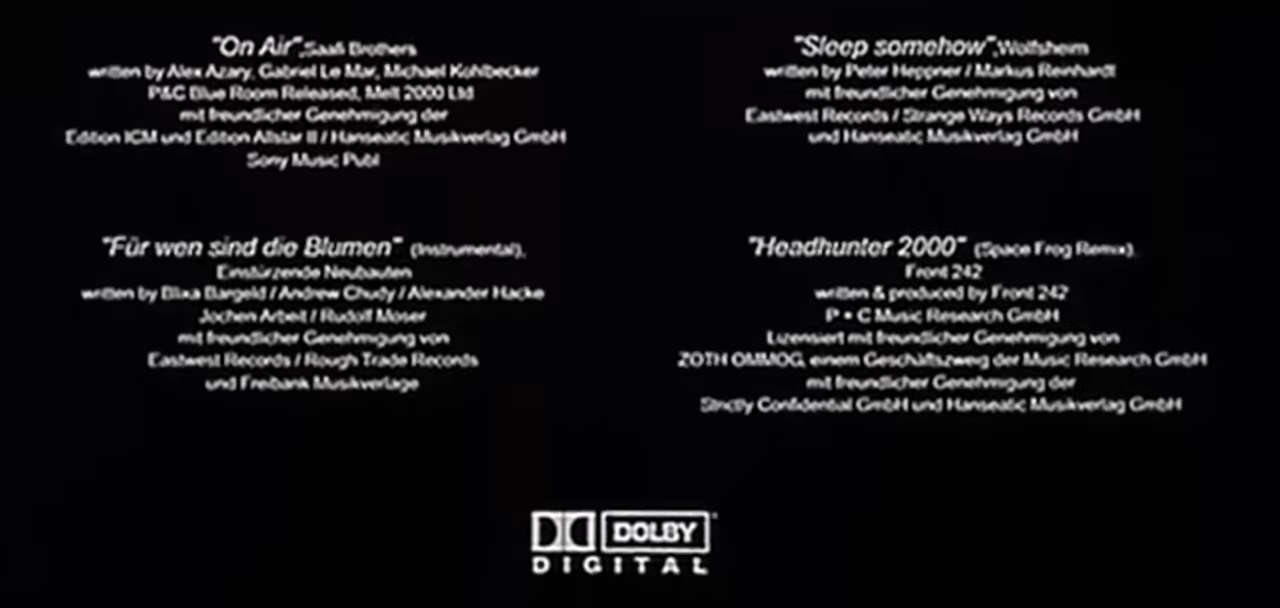 "On Air", Saafi Brothers
written by Alex Azary, Gabriel Le Mar, Michael Kohlbecker
P&C Blue Room Released, Melt 2000 Ltd
mit freundlicher Genehmigung der
Edition ICM und Edition Allstar II / Hanseatic Musikverlag GmbH
Sony Music Publ
"Sleep somehow", Wolfsheim
written by Peter Heppner / Markus Reinhardt
mit freundlicher Genehmigung von
Eastwest Records / Strange Ways Records GmbH
und Hanseatic Musikverlag GmbH
"Für wen sind die Blumen" (Instrumental),
Einstürzende Neubauten
written by Blixa Bargeld / Andrew Chudy / Alexander Hacke
Jochen Arbeit / Rudolf Moser
mit freundlicher Genehmigung von
Eastwest Records / Rough Trade Records
und Freibank Musikverlage
"Headhunter 2000" (Space Frog Remix),
Front 242
written & produced by Front 242
P + C Music Research GmbH
Lizensiert mit freundlicher Genehmigung von
ZOTH OMMOG, einem Geschäftszweig der Music Research GmbH
mit freundlicher Genehmigung der
Strictly Confidential GmbH und Hanseatic Musikverlag GmbH
DOLBY
DIGITAL